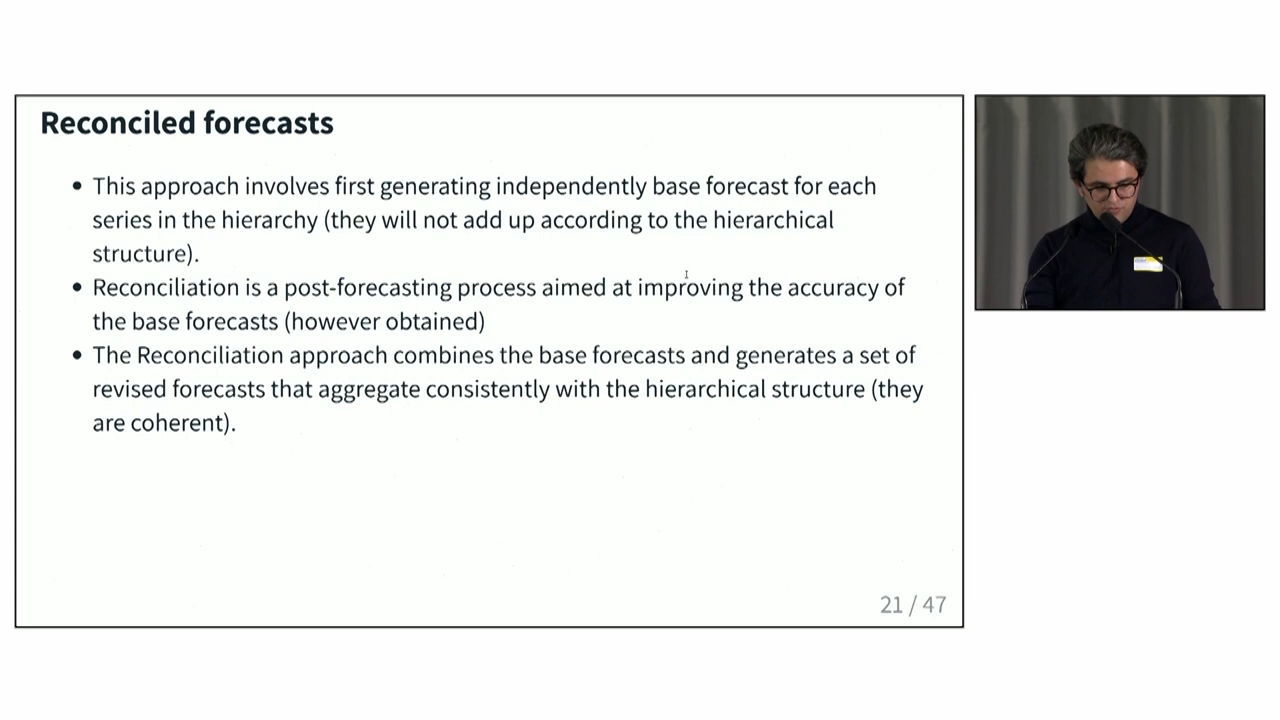 Reconciled forecasts
• This approach involves first generating independently base forecast for each
series in the hierarchy (they will not add up according to the hierarchical
structure).
• Reconciliation is a post-forecasting process aimed at improving the accuracy of
the base forecasts (however obtained)
• The Reconciliation approach combines the base forecasts and generates a set of
revised forecasts that aggregate consistently with the hierarchical structure (they
are coherent).
21 / 47